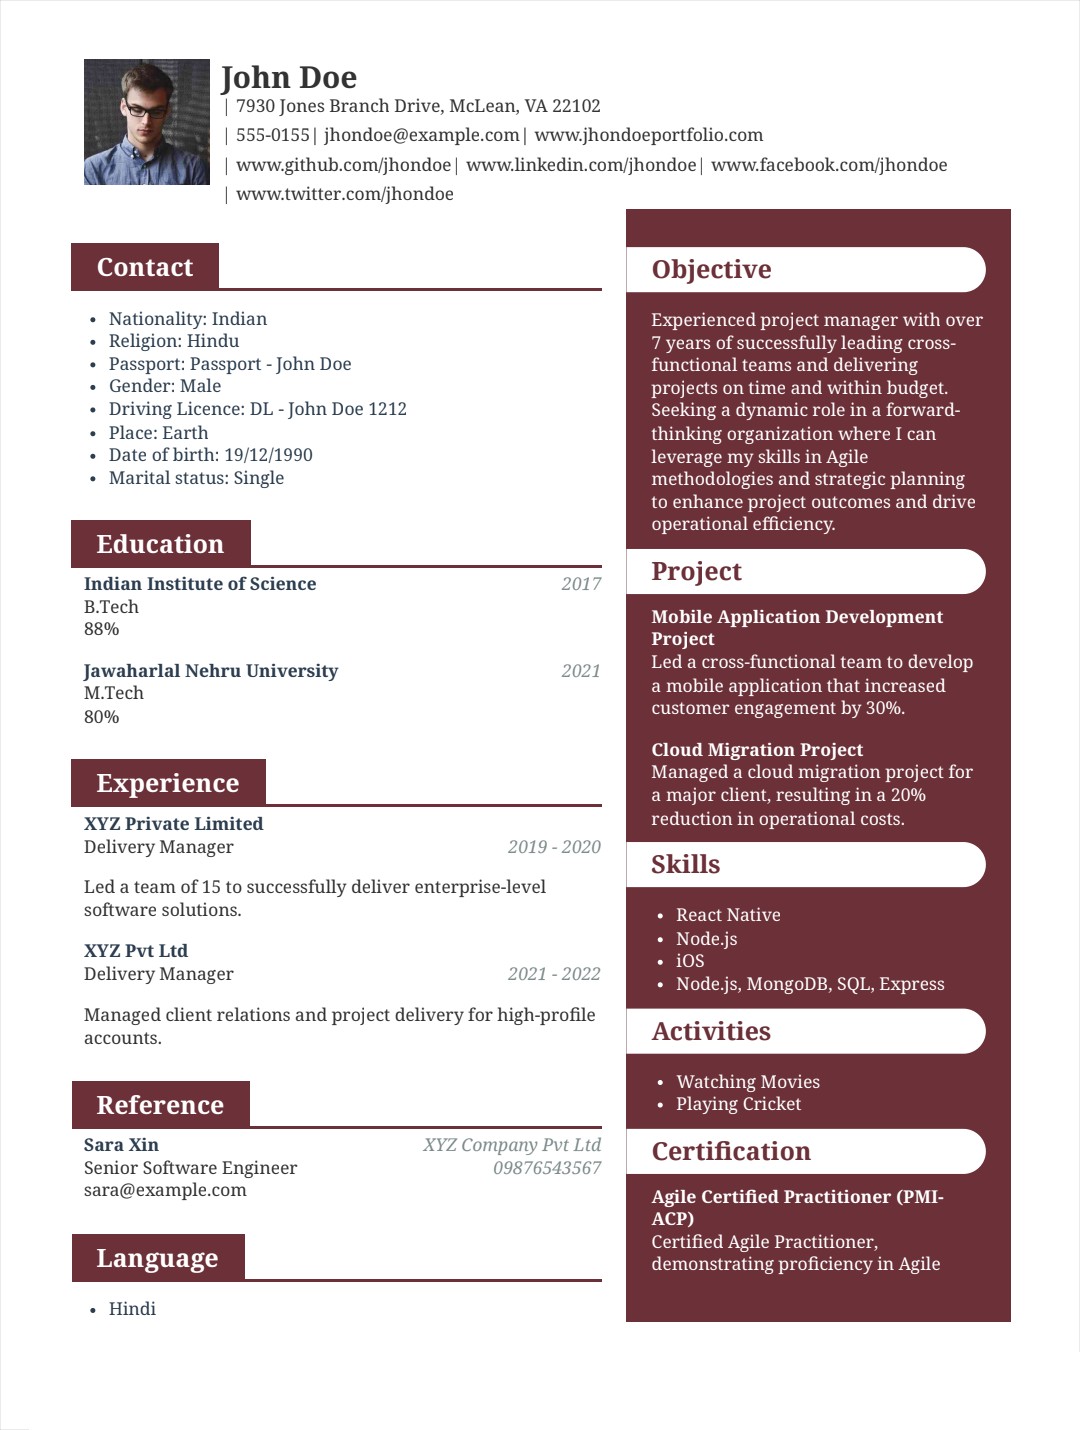 John Doe
| 7930 Jones Branch Drive, McLean, VA 22102
| 555-0155| jhondoe@example.com| www.jhondoeportfolio.com
| www.github.com/jhondoe| www.linkedin.com/jhondoe| www.facebook.com/jhondoe
| www.twitter.com/jhondoe
Contact
• Nationality: Indian
• Religion: Hindu
• Passport: Passport - John Doe
• Gender: Male
• Driving Licence: DL - John Doe 1212
• Place: Earth
• Date of birth: 19/12/1990
• Marital status: Single
Education
Indian Institute of Science 2017
B.Tech
88%
Jawaharlal Nehru University 2021
M.Tech
80%
Experience
XYZ Private Limited
Delivery Manager 2019 - 2020
Led a team of 15 to successfully deliver enterprise-level
software solutions.
XYZ Pvt Ltd
Delivery Manager 2021 - 2022
Managed client relations and project delivery for high-profile
accounts.
Reference
Sara Xin XYZ Company Pvt Ltd
Senior Software Engineer 09876543567
sara@example.com
Language
• Hindi
Objective
Experienced project manager with over
7 years of successfully leading cross-
functional teams and delivering
projects on time and within budget.
Seeking a dynamic role in a forward-
thinking organization where I can
leverage my skills in Agile
methodologies and strategic planning
to enhance project outcomes and drive
operational efficiency.
Project
Mobile Application Development
Project
Led a cross-functional team to develop
a mobile application that increased
customer engagement by 30%.
Cloud Migration Project
Managed a cloud migration project for
a major client, resulting in a 20%
reduction in operational costs.
Skills
• React Native
• Node.js
• iOS
• Node.js, MongoDB, SQL, Express
Activities
• Watching Movies
• Playing Cricket
Certification
Agile Certified Practitioner (PMI-
ACP)
Certified Agile Practitioner,
demonstrating proficiency in Agile